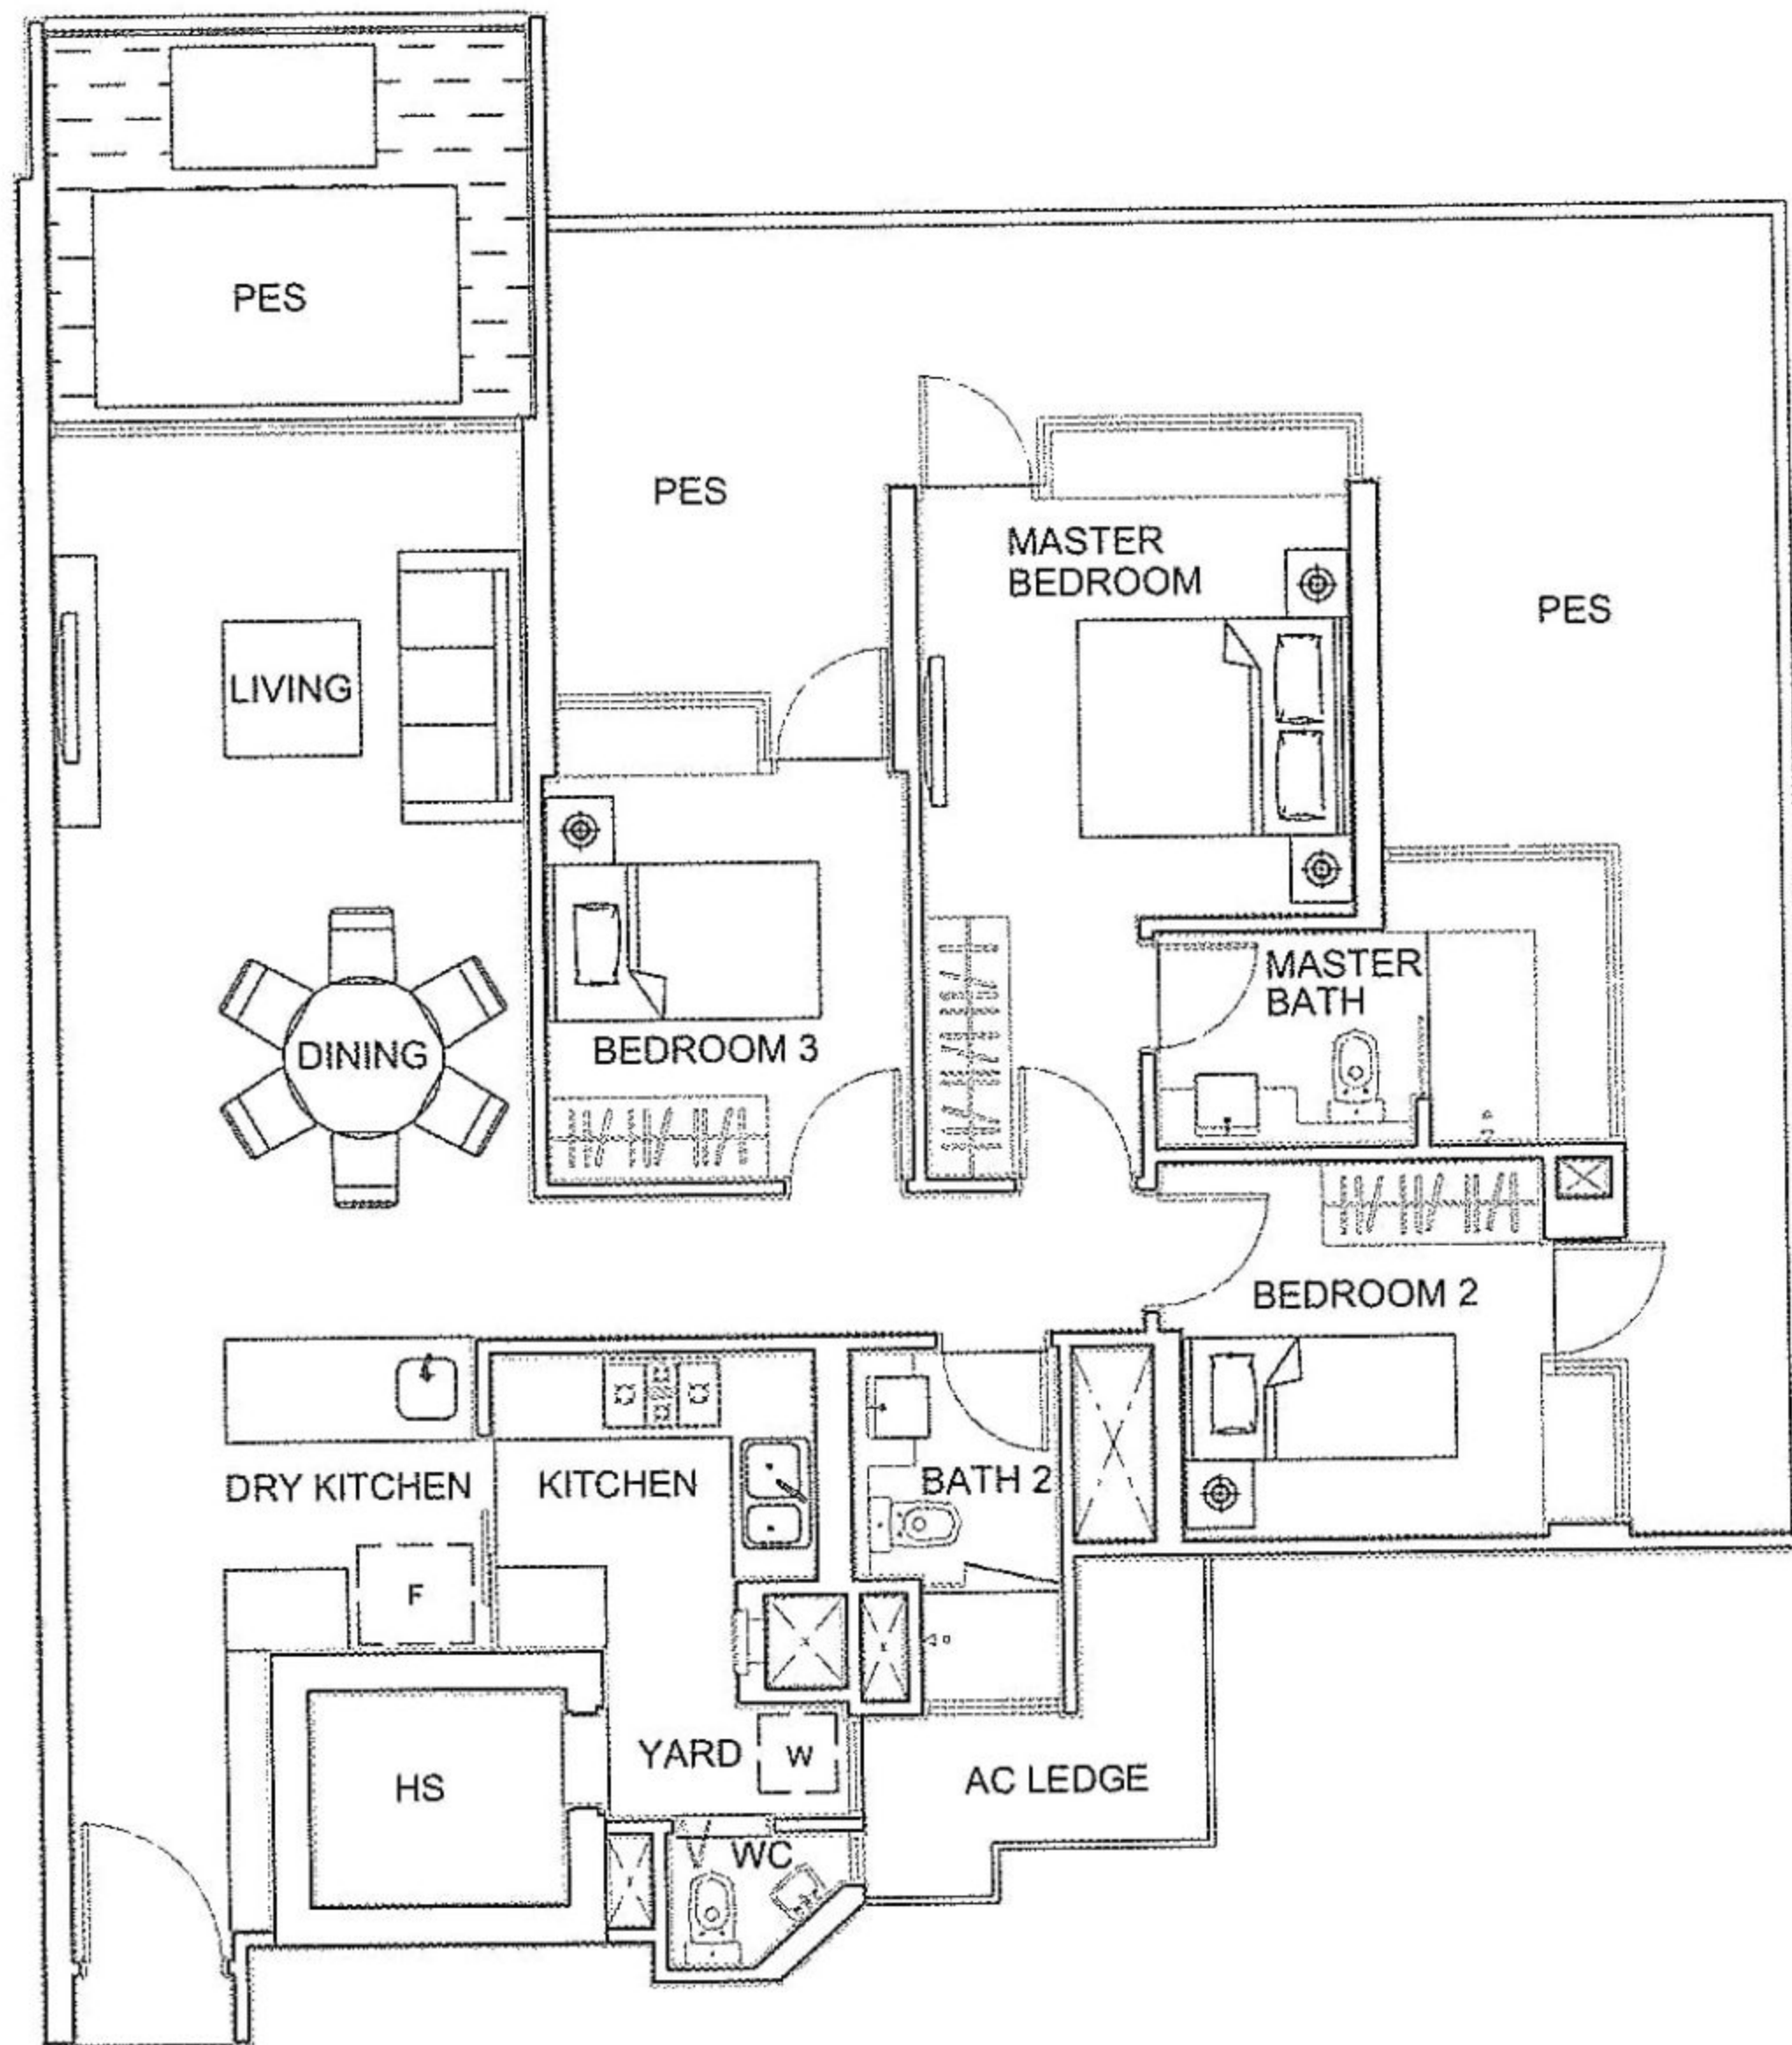 PES
PES
MASTER
BEDROOM
PES
LIVING
MASTER
BATH
BEDROOM 3
DINING
BEDROOM 2
DRY KITCHEN
KITCHEN
BATH 2
F
YARD
W
HS
AC LEDGE
WC